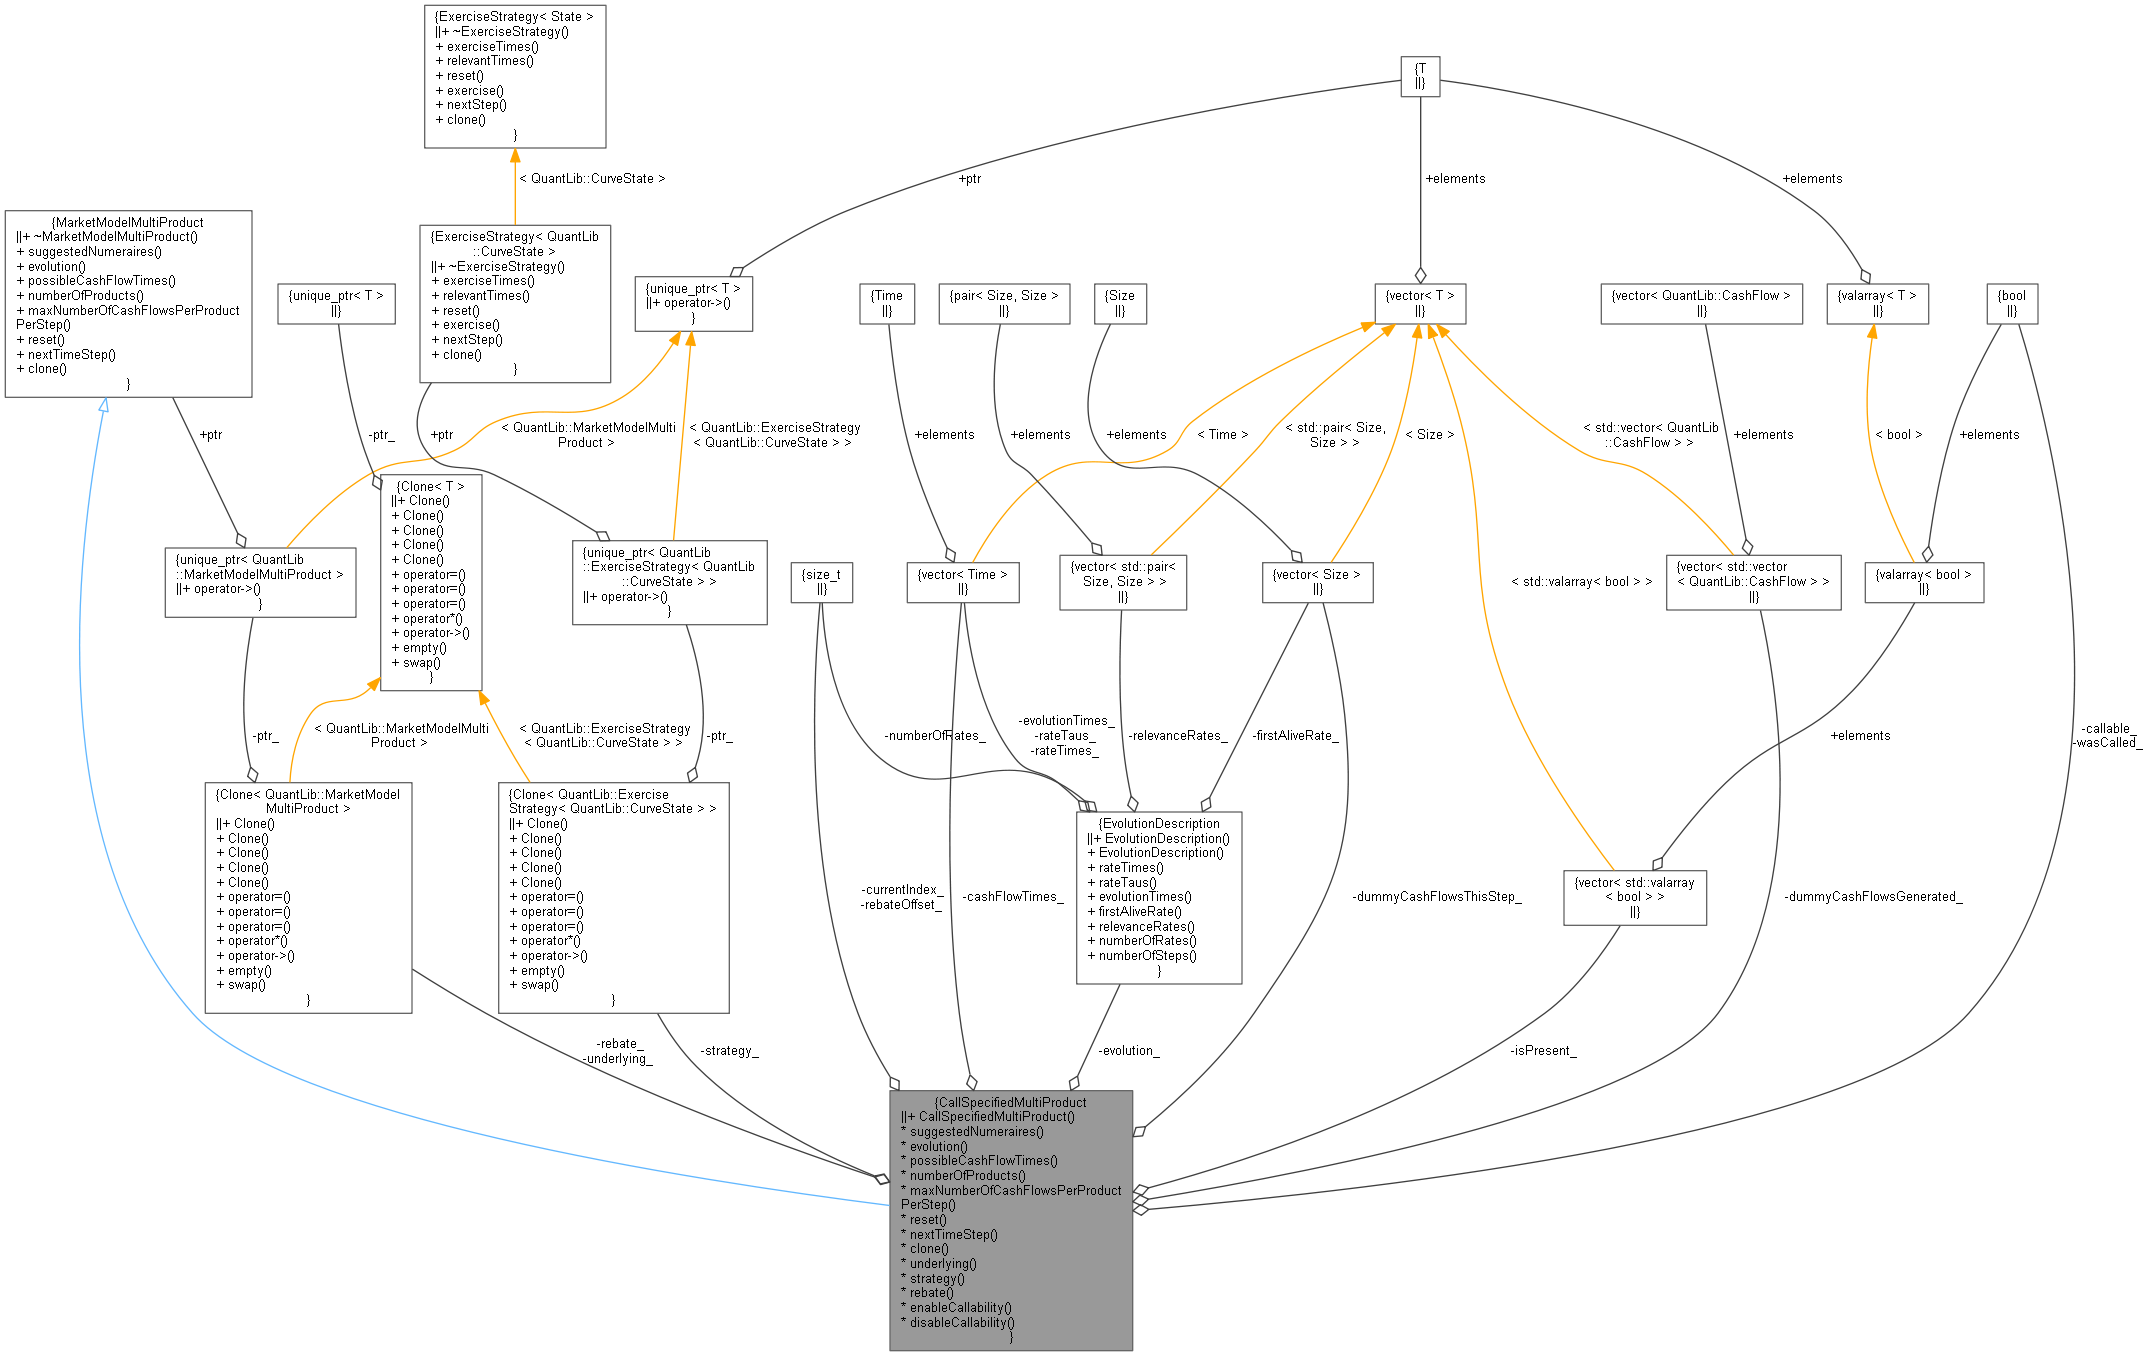 {ExerciseStrategy< State >
||+ ~ExerciseStrategy()
+ exerciseTimes()
+ relevantTimes()
+ reset()
+ exercise()
+ nextStep()
+ clone()
}
{T
||}
< QuantLib::CurveState >
+ptr
+elements
+elements
{MarketModelMultiProduct
||+ ~MarketModelMultiProduct()
+ suggestedNumeraires()
+ evolution()
+ possibleCashFlowTimes()
+ numberOfProducts()
+ maxNumberOfCashFlowsPerProduct
PerStep()
+ reset()
+ nextTimeStep()
+ clone()
}
{unique_ptr< T >
||}
{ExerciseStrategy< QuantLib
::CurveState >
||+ ~ExerciseStrategy()
+ exerciseTimes()
+ relevantTimes()
+ reset()
+ exercise()
+ nextStep()
+ clone()
}
{unique_ptr< T >
||+ operator->()
}
{Time
||}
{pair< Size, Size >
||}
{Size
||}
{vector< T >
||}
{vector< QuantLib::CashFlow >
||}
{valarray< T >
||}
{bool
||}
+ptr
-ptr_
+ptr
< QuantLib::MarketModelMulti
Product >
< QuantLib::ExerciseStrategy
< QuantLib::CurveState > >
+elements
+elements
+elements
< Time >
< std::pair< Size,
Size > >
< Size >
< std::vector< QuantLib
::CashFlow > >
+elements
< bool >
+elements
{unique_ptr< QuantLib
::MarketModelMultiProduct >
||+ operator->()
}
{Clone< T >
||+ Clone()
+ Clone()
+ Clone()
+ Clone()
+ Clone()
+ operator=()
+ operator=()
+ operator=()
+ operator*()
+ operator->()
+ empty()
+ swap()
}
{unique_ptr< QuantLib
::ExerciseStrategy< QuantLib
::CurveState > >
||+ operator->()
}
{size_t
||}
{vector< Time >
||}
{vector< std::pair<
Size, Size > >
||}
{vector< Size >
||}
< std::valarray< bool > >
{vector< std::vector
< QuantLib::CashFlow > >
||}
{valarray< bool >
||}
-ptr_
< QuantLib::MarketModelMulti
Product >
< QuantLib::ExerciseStrategy
< QuantLib::CurveState > >
-ptr_
-numberOfRates_
-evolutionTimes_
-rateTaus_
-rateTimes_
-relevanceRates_
-firstAliveRate_
+elements
-callable_
-wasCalled_
{Clone< QuantLib::MarketModel
MultiProduct >
||+ Clone()
+ Clone()
+ Clone()
+ Clone()
+ Clone()
+ operator=()
+ operator=()
+ operator=()
+ operator*()
+ operator->()
+ empty()
+ swap()
}
{Clone< QuantLib::Exercise
Strategy< QuantLib::CurveState > >
||+ Clone()
+ Clone()
+ Clone()
+ Clone()
+ Clone()
+ operator=()
+ operator=()
+ operator=()
+ operator*()
+ operator->()
+ empty()
+ swap()
}
-currentIndex_
-rebateOffset_
-cashFlowTimes_
{EvolutionDescription
||+ EvolutionDescription()
+ EvolutionDescription()
+ rateTimes()
+ rateTaus()
+ evolutionTimes()
+ firstAliveRate()
+ relevanceRates()
+ numberOfRates()
+ numberOfSteps()
}
-dummyCashFlowsThisStep_
{vector< std::valarray
< bool > >
||}
-dummyCashFlowsGenerated_
-rebate_
-underlying_
-strategy_
-evolution_
-isPresent_
{CallSpecifiedMultiProduct
||+ CallSpecifiedMultiProduct()
* suggestedNumeraires()
* evolution()
* possibleCashFlowTimes()
* numberOfProducts()
* maxNumberOfCashFlowsPerProduct
PerStep()
* reset()
* nextTimeStep()
* clone()
* underlying()
* strategy()
* rebate()
* enableCallability()
* disableCallability()
}